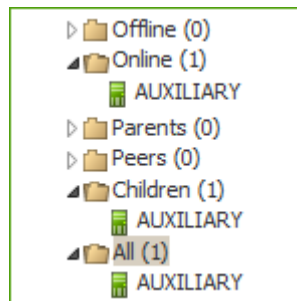 Offline (0)
Online (1)
AUXILIARY
Parents (0)
Peers (0)
Children (1)
AUXILIARY
All (1)
AUXILIARY